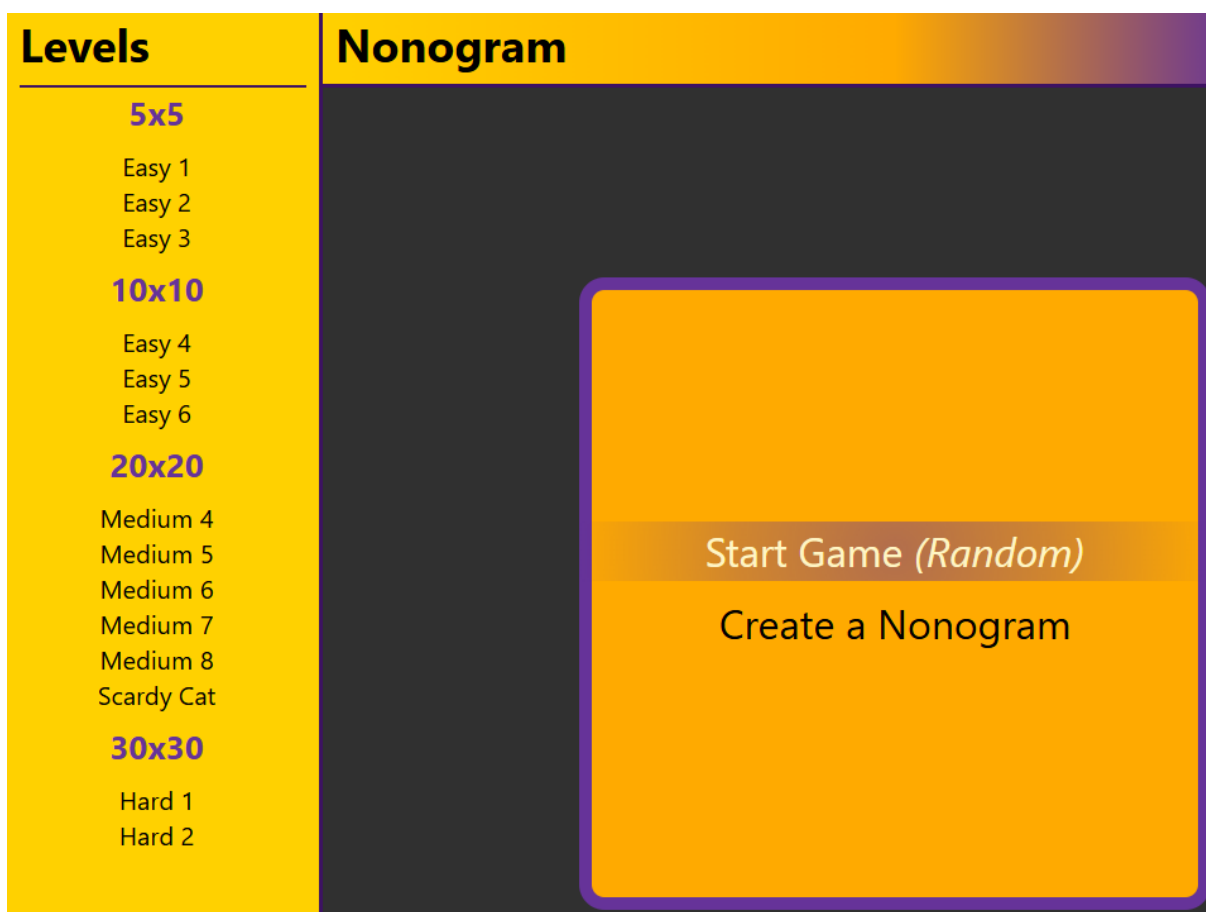 Levels
5x5
Easy 1
Easy 2
Easy 3
10x10
Easy 4
Easy 5
Easy 6
20x20
Medium 4
Medium 5
Medium 6
Medium 7
Medium 8
Scardy Cat
30x30
Hard 1
Hard 2
Nonogram
Start Game (Random)
Create a Nonogram